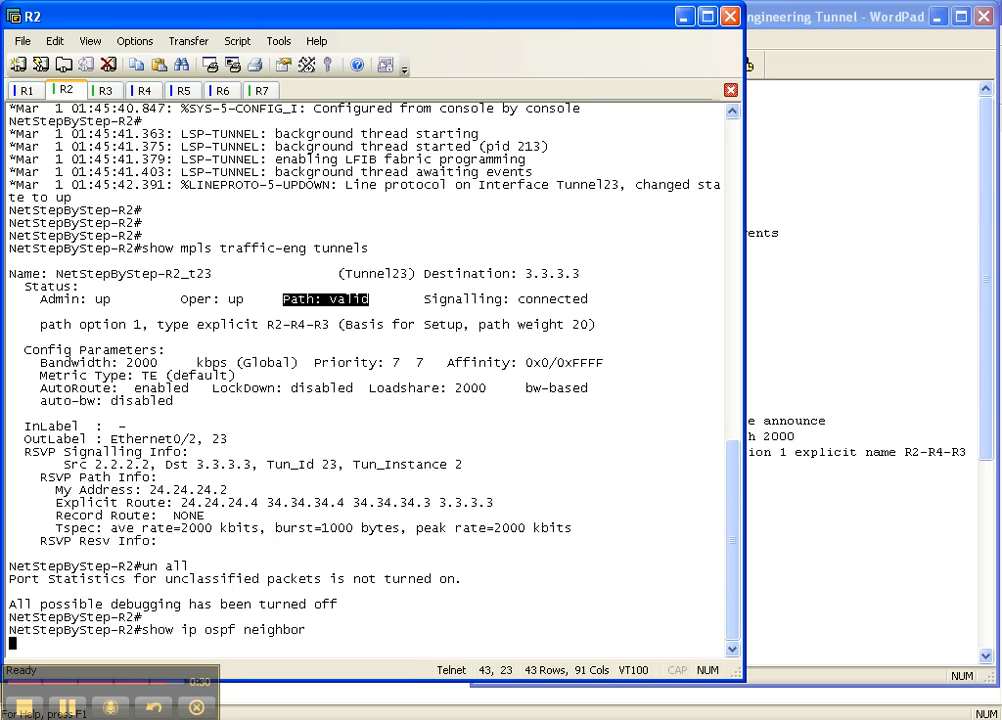 R2
ngineering Tunnel - WordPad
File Edit View Options Transfer Script Tools Help
R1 R2 R3 R4 R5 R6 R7
*Mar  1 01:45:40.847: %SYS-5-CONFIG_I: Configured from console by console
NetStepByStep-R2#
*Mar  1 01:45:41.363: LSP-TUNNEL: background thread starting
*Mar  1 01:45:41.375: LSP-TUNNEL: background thread started (pid 213)
*Mar  1 01:45:41.379: LSP-TUNNEL: enabling LFIB fabric programming
*Mar  1 01:45:41.403: LSP-TUNNEL: background thread awaiting events
*Mar  1 01:45:42.391: %LINEPROTO-5-UPDOWN: Line protocol on Interface Tunnel23, changed sta
te to up
NetStepByStep-R2#
NetStepByStep-R2#
NetStepByStep-R2#
NetStepByStep-R2#show mpls traffic-eng tunnels
Name: NetStepByStep-R2_t23 (Tunnel23) Destination: 3.3.3.3
Status:
Admin: up Oper: up Path: valid Signalling: connected
path option 1, type explicit R2-R4-R3 (Basis for Setup, path weight 20)
Config Parameters:
Bandwidth: 2000 kbps (Global) Priority: 7 7 Affinity: 0x0/0xFFFF
Metric Type: TE (default)
AutoRoute: enabled LockDown: disabled Loadshare: 2000 bw-based
auto-bw: disabled
InLabel : -
OutLabel : Ethernet0/2, 23
RSVP Signalling Info:
Src 2.2.2.2, Dst 3.3.3.3, Tun_Id 23, Tun_Instance 2
RSVP Path Info:
My Address: 24.24.24.2
Explicit Route: 24.24.24.4 34.34.34.4 34.34.34.3 3.3.3.3
Record Route: NONE
Tspec: ave rate=2000 kbits, burst=1000 bytes, peak rate=2000 kbits
RSVP Resv Info:
NetStepByStep-R2#un all
Port Statistics for unclassified packets is not turned on.
All possible debugging has been turned off
NetStepByStep-R2#
NetStepByStep-R2#show ip ospf neighbor
ents
e announce
h 2000
ion 1 explicit name R2-R4-R3
Ready Telnet 43, 23 43 Rows, 91 Cols VT100 CAP NUM
NUM
0:30
For Help, press F1
NUM